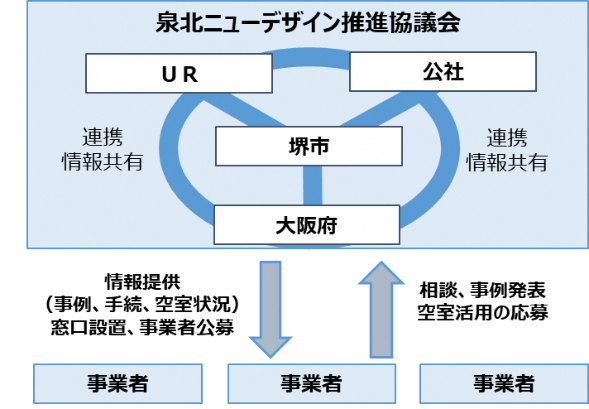 泉北ニューデザイン推進協議会
ＵＲ
公社
連携
情報共有
堺市
連携
情報共有
大阪府
情報提供
（事例、手続、空室状況）
窓口設置、事業者公募
相談、事例発表
空室活用の応募
事業者
事業者
事業者